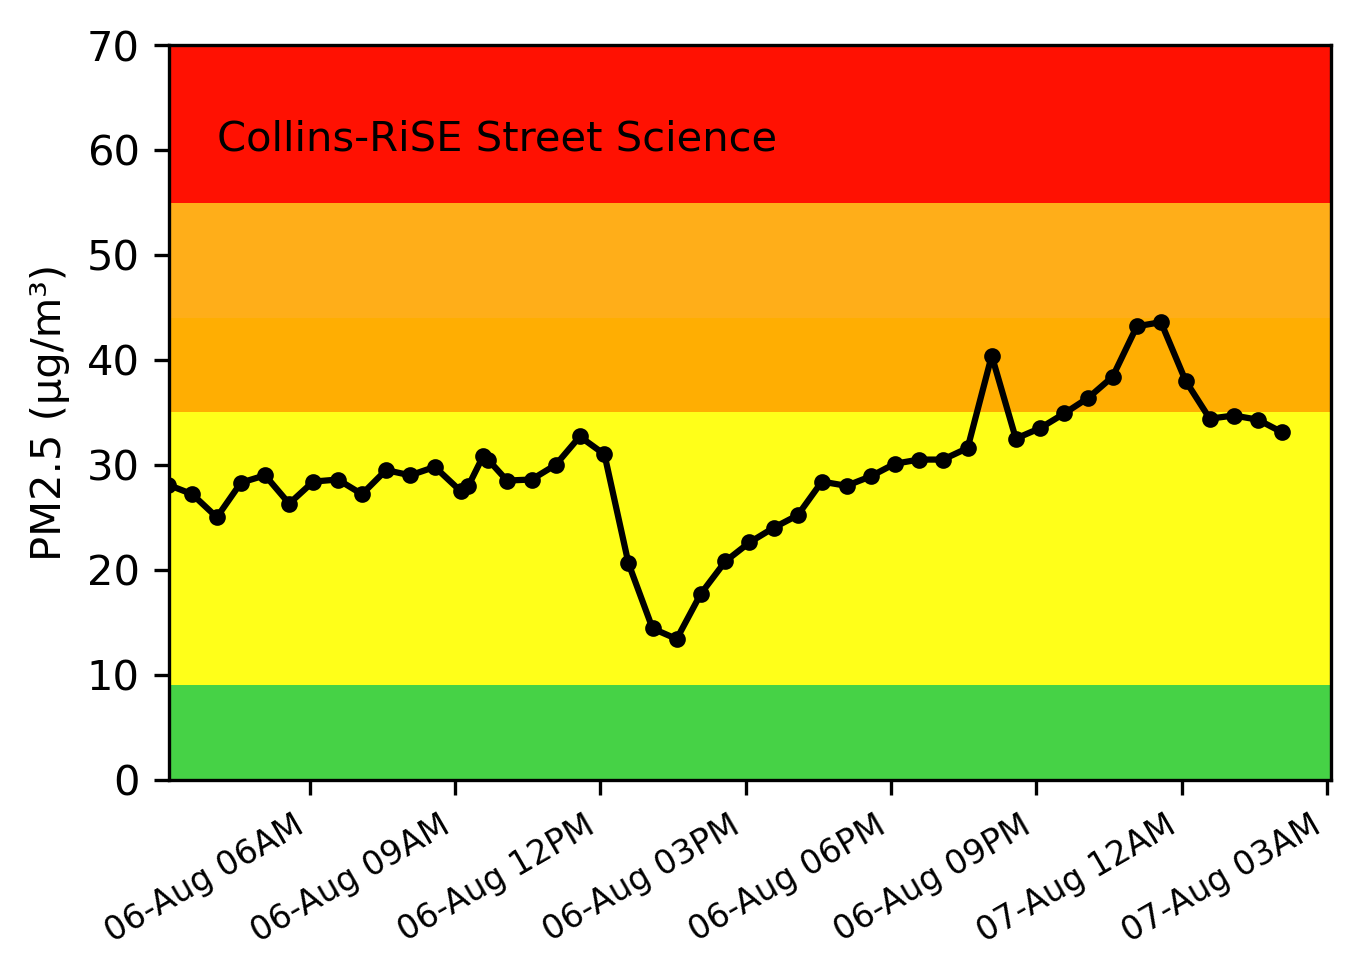 70
Collins-RiSE Street Science
60
50
40
30
20
10
0
PM2.5 (µg/m³)
06-Aug 06AM
06-Aug 09AM
06-Aug 12PM
06-Aug 03PM
06-Aug 06PM
06-Aug 09PM
07-Aug 12AM
07-Aug 03AM